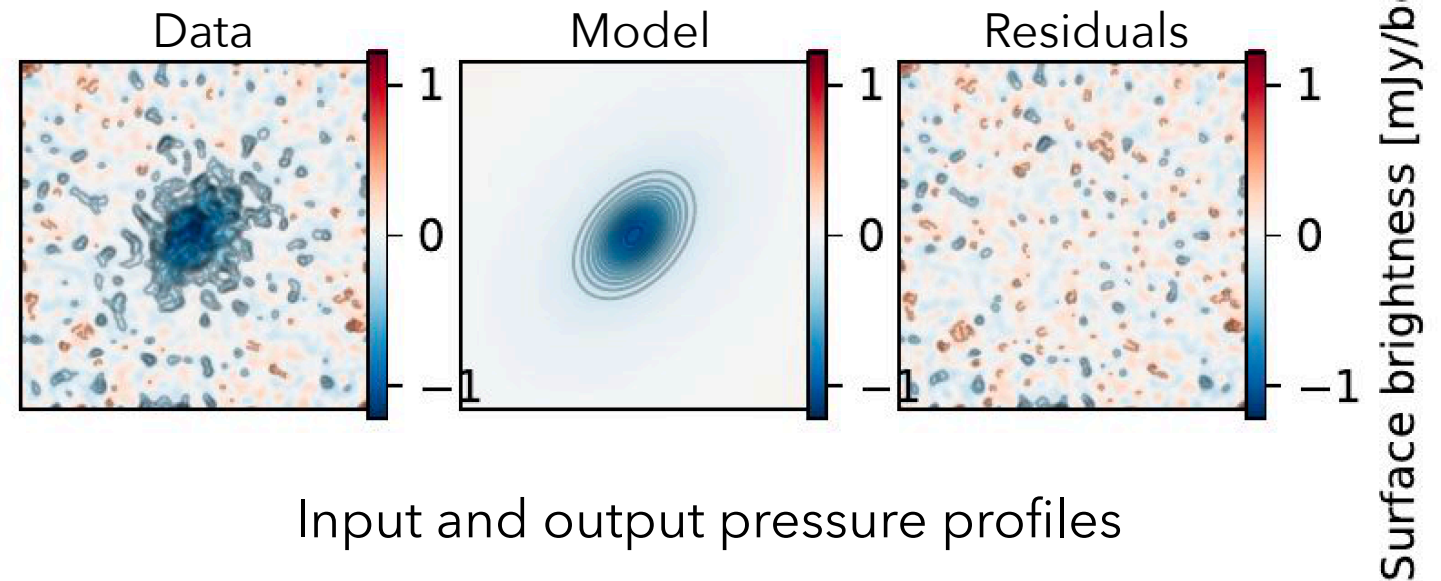 Data
Model
Residuals
1
0
−1
1
0
−1
1
0
−1
Surface brightness [mJy/b
Input and output pressure profiles